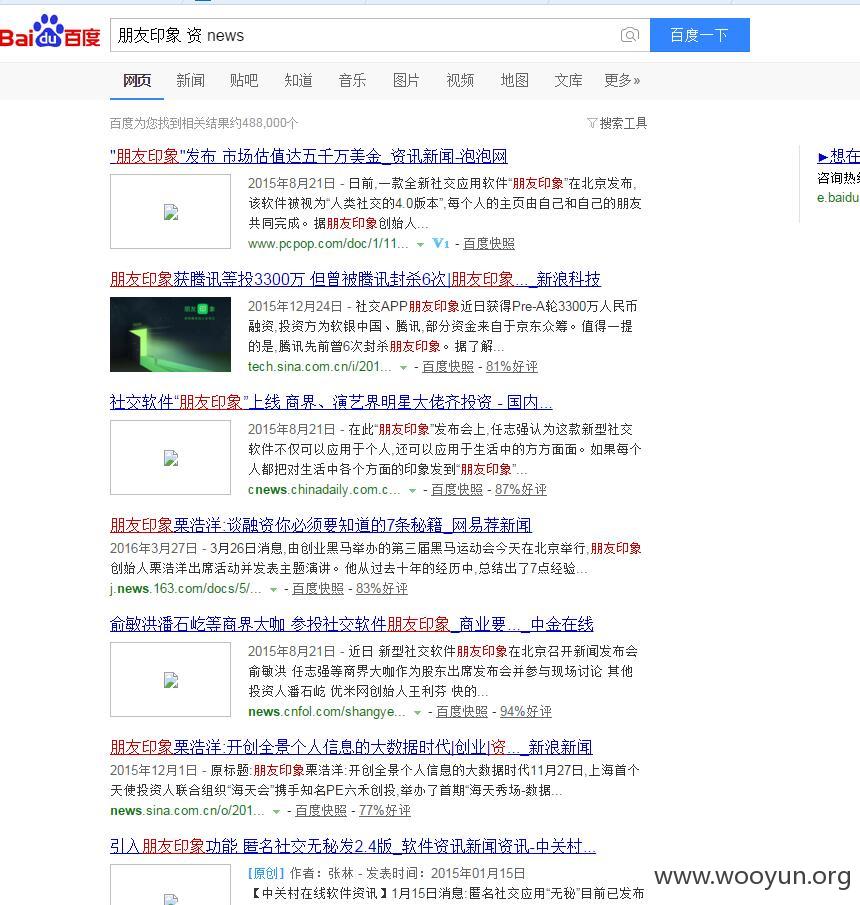 Bai du 百度
朋友印象 资 news
百度一下
网页 新闻 贴吧 知道 音乐 图片 视频 地图 文库 更多»
百度为您找到相关结果约488,000个
搜索工具
"朋友印象"发布 市场估值达五千万美金_资讯新闻-泡泡网
2015年8月21日 - 日前,一款全新社交应用软件“朋友印象”在北京发布,
该软件被视为“人类社交的4.0版本”,每个人的主页由自己和自己的朋友
共同完成。据朋友印象创始人...
www.pcpop.com/doc/1/11... V1 - 百度快照
►想在
咨询热线
e.baidu
朋友印象获腾讯等投3300万 但曾被腾讯封杀6次|朋友印象..._新浪科技
朋友印象
2015年12月24日 - 社交APP朋友印象近日获得Pre-A轮3300万人民币
融资,投资方为软银中国、腾讯,部分资金来自于京东众筹。值得一提
的是,腾讯先前曾6次封杀朋友印象。据了解...
tech.sina.com.cn/i/201... - 百度快照 - 81%好评
社交软件“朋友印象”上线 商界、演艺界明星大佬齐投资 - 国内...
2015年8月21日 - 在此“朋友印象”发布会上,任志强认为这款新型社交
软件不仅可以应用于个人,还可以应用于生活中的方方面面。如果每个
人都把对生活中各个方面的印象发到“朋友印象”...
cnews.chinadaily.com.c... - 百度快照 - 87%好评
朋友印象栗浩洋:谈融资你必须要知道的7条秘籍_网易荐新闻
2016年3月27日 - 3月26日消息,由创业黑马举办的第三届黑马运动会今天在北京举行,朋友印象
创始人栗浩洋出席活动并发表主题演讲。他从过去十年的经历中,总结出了7点经验...
j.news.163.com/docs/5/... - 百度快照 - 83%好评
俞敏洪潘石屹等商界大咖 参投社交软件朋友印象_商业要..._中金在线
2015年8月21日 - 近日 新型社交软件朋友印象在北京召开新闻发布会
俞敏洪 任志强等商界大咖作为股东出席发布会并参与现场讨论 其他
投资人潘石屹 优米网创始人王利芬 快的...
news.cnfol.com/shangye... - 百度快照 - 94%好评
朋友印象栗浩洋:开创全景个人信息的大数据时代|创业|资..._新浪新闻
2015年12月1日 - 原标题:朋友印象栗浩洋:开创全景个人信息的大数据时代11月27日,上海首个
天使投资人联合组织“海天会”携手知名PE六禾创投,举办了首期“海天秀场-数据...
news.sina.com.cn/o/201... - 百度快照 - 77%好评
引入朋友印象功能 匿名社交无秘发2.4版_软件资讯新闻资讯-中关村...
[原创] 作者：张林 - 发表时间：2015年01月15日
【中关村在线软件资讯】1月15日消息:匿名社交应用“无秘”目前已发布
www.wooyun.org